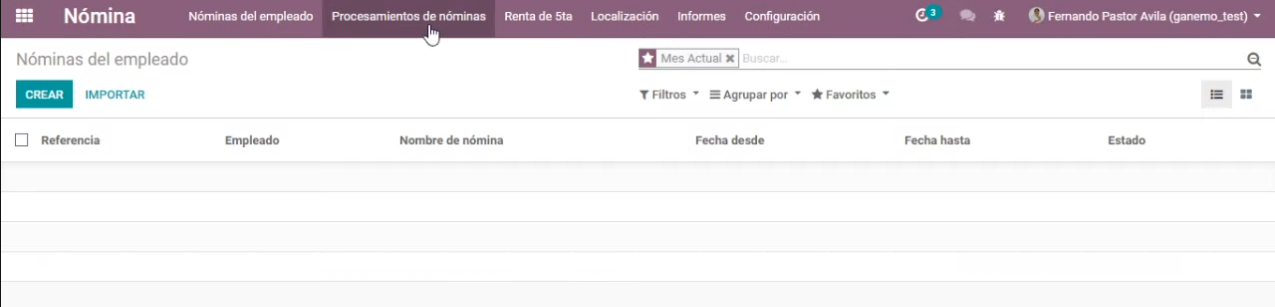 Nómina Nóminas del empleado Procesamientos de nóminas Renta de 5ta Localización Informes Configuración 3 Fernando Pastor Avila (ganemo_test)
Nóminas del empleado Mes Actual Buscar...
CREAR IMPORTAR Filtros Agrupar por Favoritos
Referencia Empleado Nombre de nómina Fecha desde Fecha hasta Estado